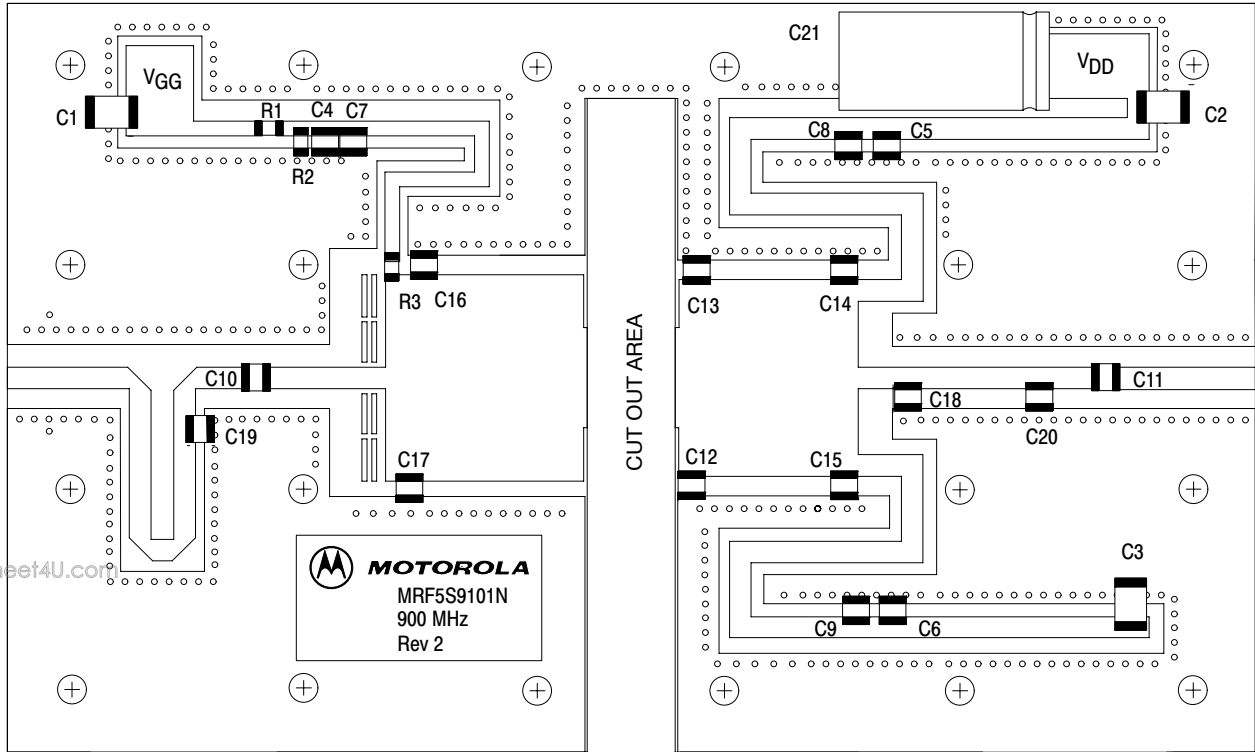 C21
VGG
VDD
C1
R1
C4
C7
C8
C5
C2
R2
R3
C16
C13
C14
CUT OUT AREA
C10
C11
C18
C19
C20
C17
C12
C15
C3
MOTOROLA
MRF5S9101N
900 MHz
Rev 2
C9
C6
eet4U.com